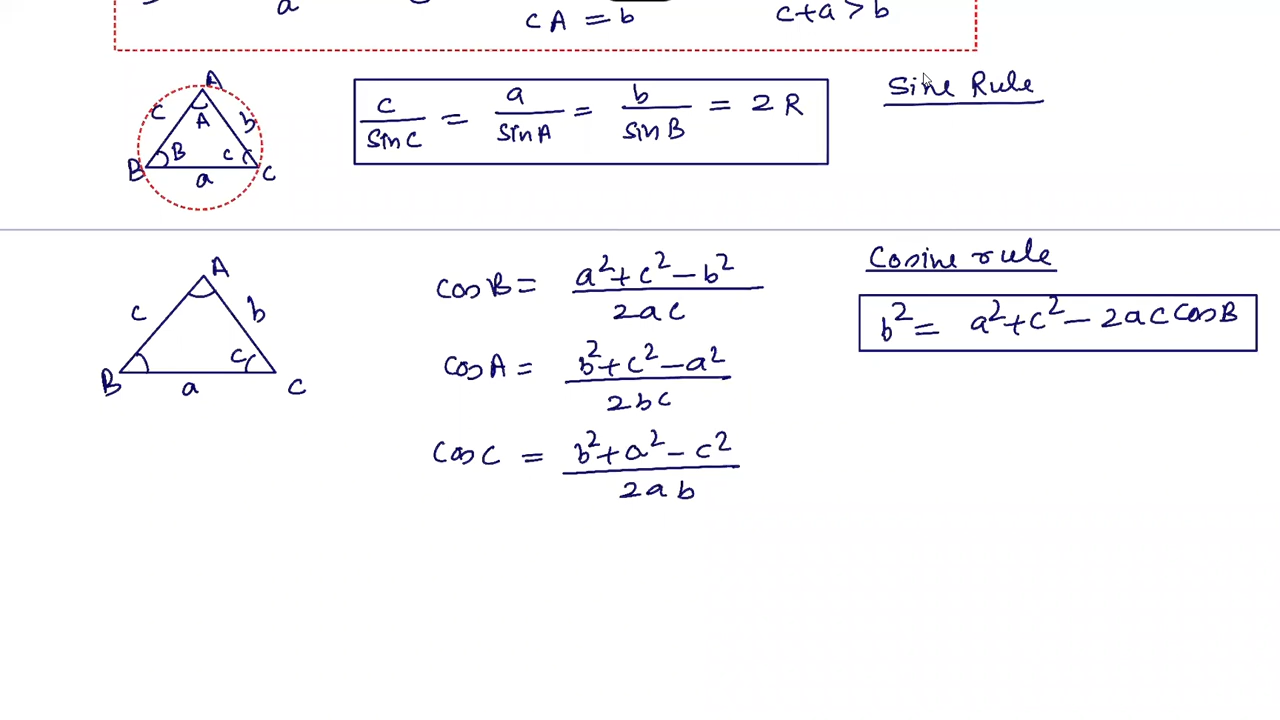 a
cA = b
c+a > b
A
c
A
b
B
B
c
C
a
c/sinC = a/sinA = b/sinB = 2R
Sine Rule
Cosine rule
A
c
b
B
c
a
C
cosB = a²+c²−b² / 2ac
b² = a²+c²−2ac cosB
cosA = b²+c²−a² / 2bc
cosC = b²+a²−c² / 2ab